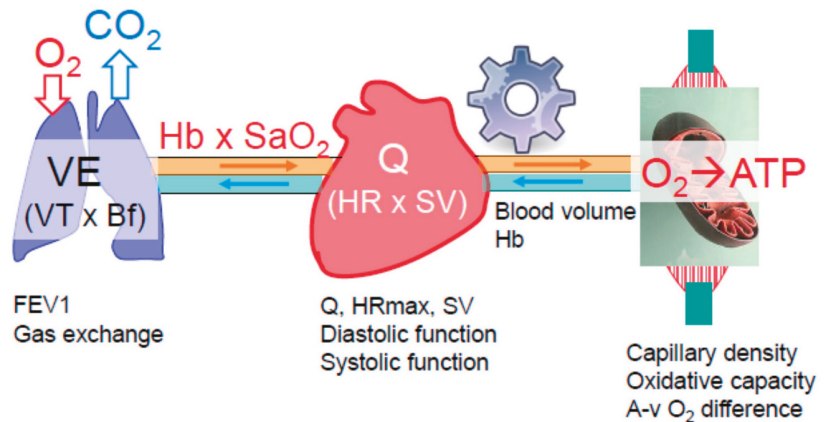 CO2
O2
Hb x SaO2
VE
(VT x Bf)
Q
(HR x SV)
O2→ATP
Blood volume
Hb
FEV1
Gas exchange
Q, HRmax, SV
Diastolic function
Systolic function
Capillary density
Oxidative capacity
A-v O2 difference